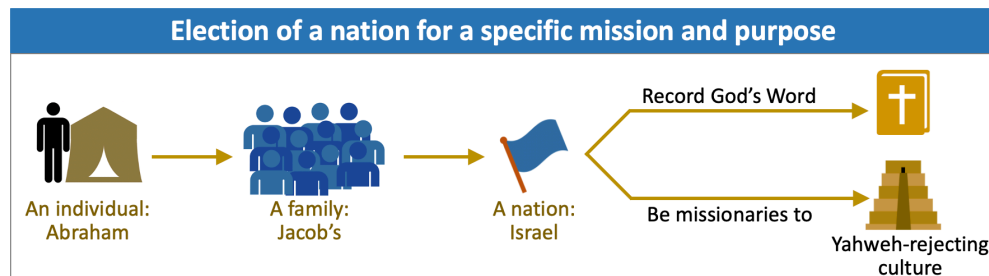 Election of a nation for a specific mission and purpose
Record God's Word
An individual:
Abraham
A family:
Jacob's
A nation:
Israel
Be missionaries to
Yahweh-rejecting
culture